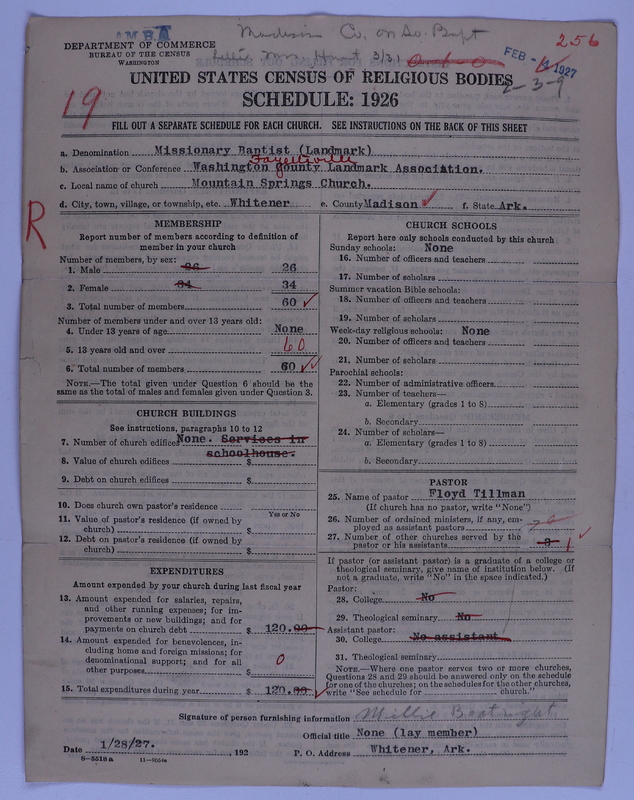 AMBA
Madison Co. on So. Bapt
256
DEPARTMENT OF COMMERCE
BUREAU OF THE CENSUS
WASHINGTON
3/31
FEB - 1927
2-3-9
UNITED STATES CENSUS OF RELIGIOUS BODIES
19
SCHEDULE: 1926
FILL OUT A SEPARATE SCHEDULE FOR EACH CHURCH. SEE INSTRUCTIONS ON THE BACK OF THIS SHEET
a. Denomination Missionary Baptist (Landmark)
Fayetteville
b. Association or Conference Washington County Landmark Association.
c. Local name of church Mountain Springs Church.
d. City, town, village, or township, etc. Whitener e. County Madison ✓ f. State Ark.
R
MEMBERSHIP
Report number of members according to definition of
member in your church
Number of members, by sex:
1. Male 26 26
2. Female 34 34
3. Total number of members 60 ✓
Number of members under and over 13 years old:
4. Under 13 years of age None
5. 13 years old and over 60
6. Total number of members 60 ✓✓
NOTE.—The total given under Question 6 should be the
same as the total of males and females given under Question 3.
CHURCH BUILDINGS
See instructions, paragraphs 10 to 12
7. Number of church edifices None. Services in
schoolhouse.
8. Value of church edifices $
9. Debt on church edifices $
10. Does church own pastor's residence
Yes or No
11. Value of pastor's residence (if owned by
church) $
12. Debt on pastor's residence (if owned by
church) $
EXPENDITURES
Amount expended by your church during last fiscal year
13. Amount expended for salaries, repairs,
and other running expenses; for im-
provements or new buildings; and for
payments on church debt $ 120.00
14. Amount expended for benevolences, in-
cluding home and foreign missions; for
denominational support; and for all
other purposes $ 0
15. Total expenditures during year $ 120.00 ✓
CHURCH SCHOOLS
Report here only schools conducted by this church
Sunday schools: None
16. Number of officers and teachers
17. Number of scholars
Summer vacation Bible schools:
18. Number of officers and teachers
19. Number of scholars
Week-day religious schools: None
20. Number of officers and teachers
21. Number of scholars
Parochial schools:
22. Number of administrative officers
23. Number of teachers—
a. Elementary (grades 1 to 8)
b. Secondary
24. Number of scholars—
a. Elementary (grades 1 to 8)
b. Secondary
PASTOR
25. Name of pastor Floyd Tillman
(If church has no pastor, write "None")
26. Number of ordained ministers, if any, em-
ployed as assistant pastors
27. Number of other churches served by the
pastor or his assistants 1 ✓
If pastor (or assistant pastor) is a graduate of a college or
theological seminary, give name of institution below. (If
not a graduate, write "No" in the space indicated.)
Pastor:
28. College No
29. Theological seminary No
Assistant pastor:
30. College No assistant
31. Theological seminary
NOTE.—Where one pastor serves two or more churches,
Questions 28 and 29 should be answered only on the schedule
for one of the churches; on the schedules for the other churches,
write "See schedule for church."
Signature of person furnishing information Millie Boatright
Official title None (lay member)
Date 1/28/27. , 192 P. O. Address Whitener, Ark.
S-5518 a 11-9554a